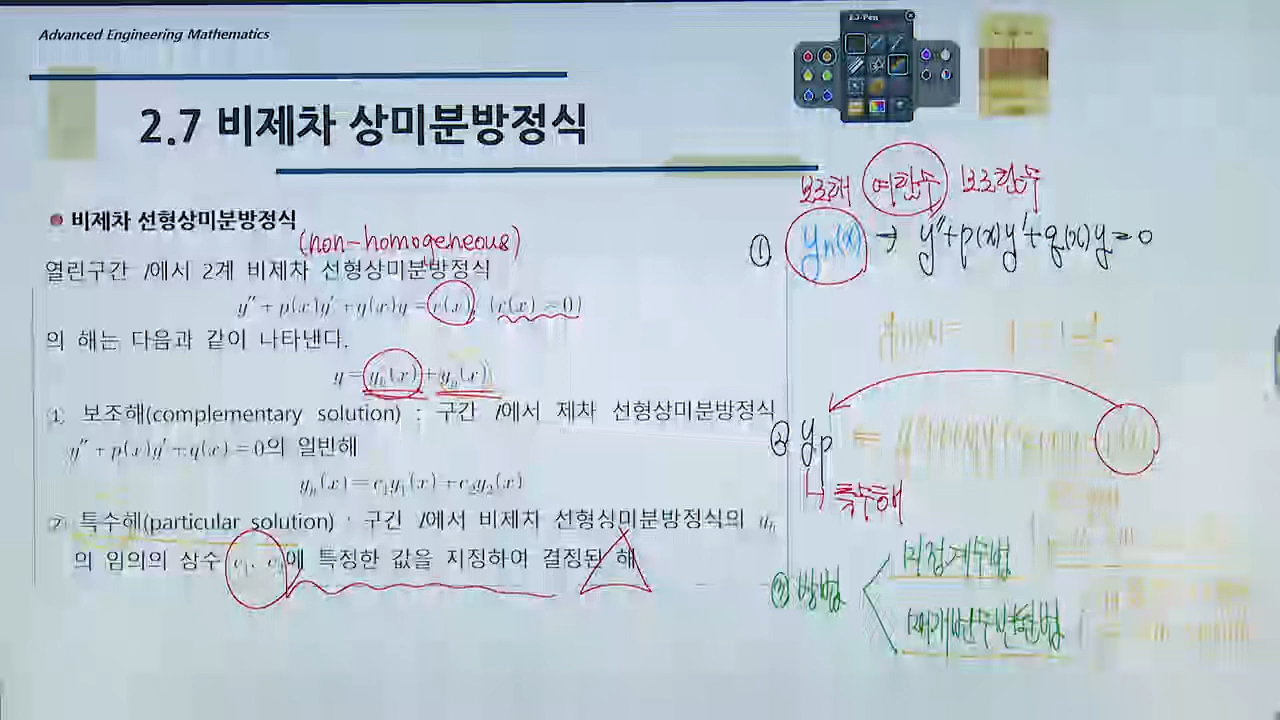 Advanced Engineering Mathematics
2.7 비제차 상미분방정식
비제차 선형상미분방정식
(non-homogeneous)
열린구간 I에서 2계 비제차 선형상미분방정식
y″ + p(x)y′ + q(x)y = r(x), (r(x) ≠ 0)
의 해는 다음과 같이 나타낸다.
y = yₕ(x) + yₚ(x)
① 보조해(complementary solution) : 구간 I에서 제차 선형상미분방정식
y″ + p(x)y′ + q(x) = 0의 일반해
yₕ(x) = c₁y₁(x) + c₂y₂(x)
② 특수해(particular solution) : 구간 I에서 비제차 선형상미분방정식의 yₕ
의 임의의 상수 c₁, c₂에 특정한 값을 지정하여 결정된 해
보조해 여함수 보조함수
① yₕ(x) → y″+p(x)y′+q(x)y=0
② yₚ =
↳ 특수해
③ 방법
미정계수법
매개변수변환법